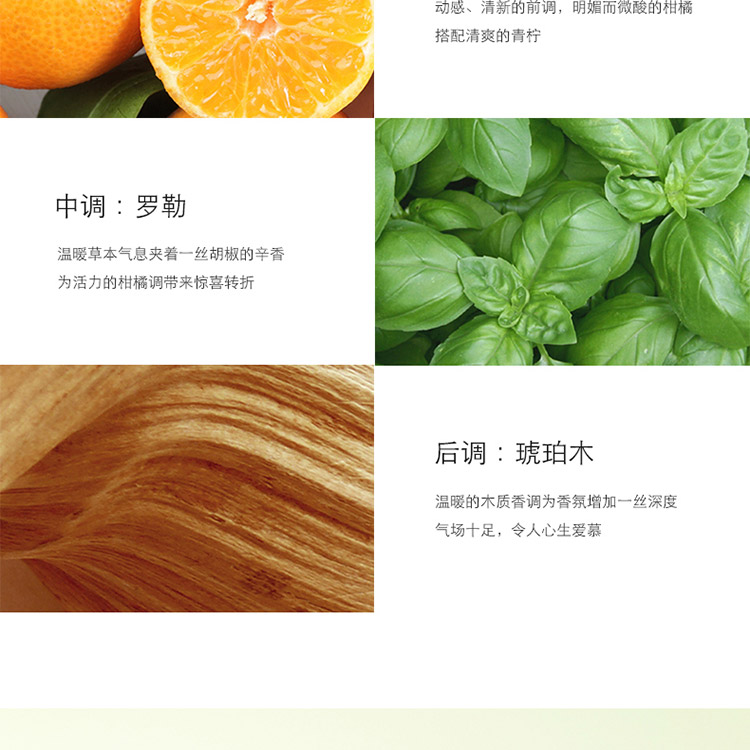 动感、清新的前调，明媚而微酸的柑橘
搭配清爽的青柠
中调：罗勒
温暖草本气息夹着一丝胡椒的辛香
为活力的柑橘调带来惊喜转折
后调：琥珀木
温暖的木质香调为香氛增加一丝深度
气场十足，令人心生爱慕